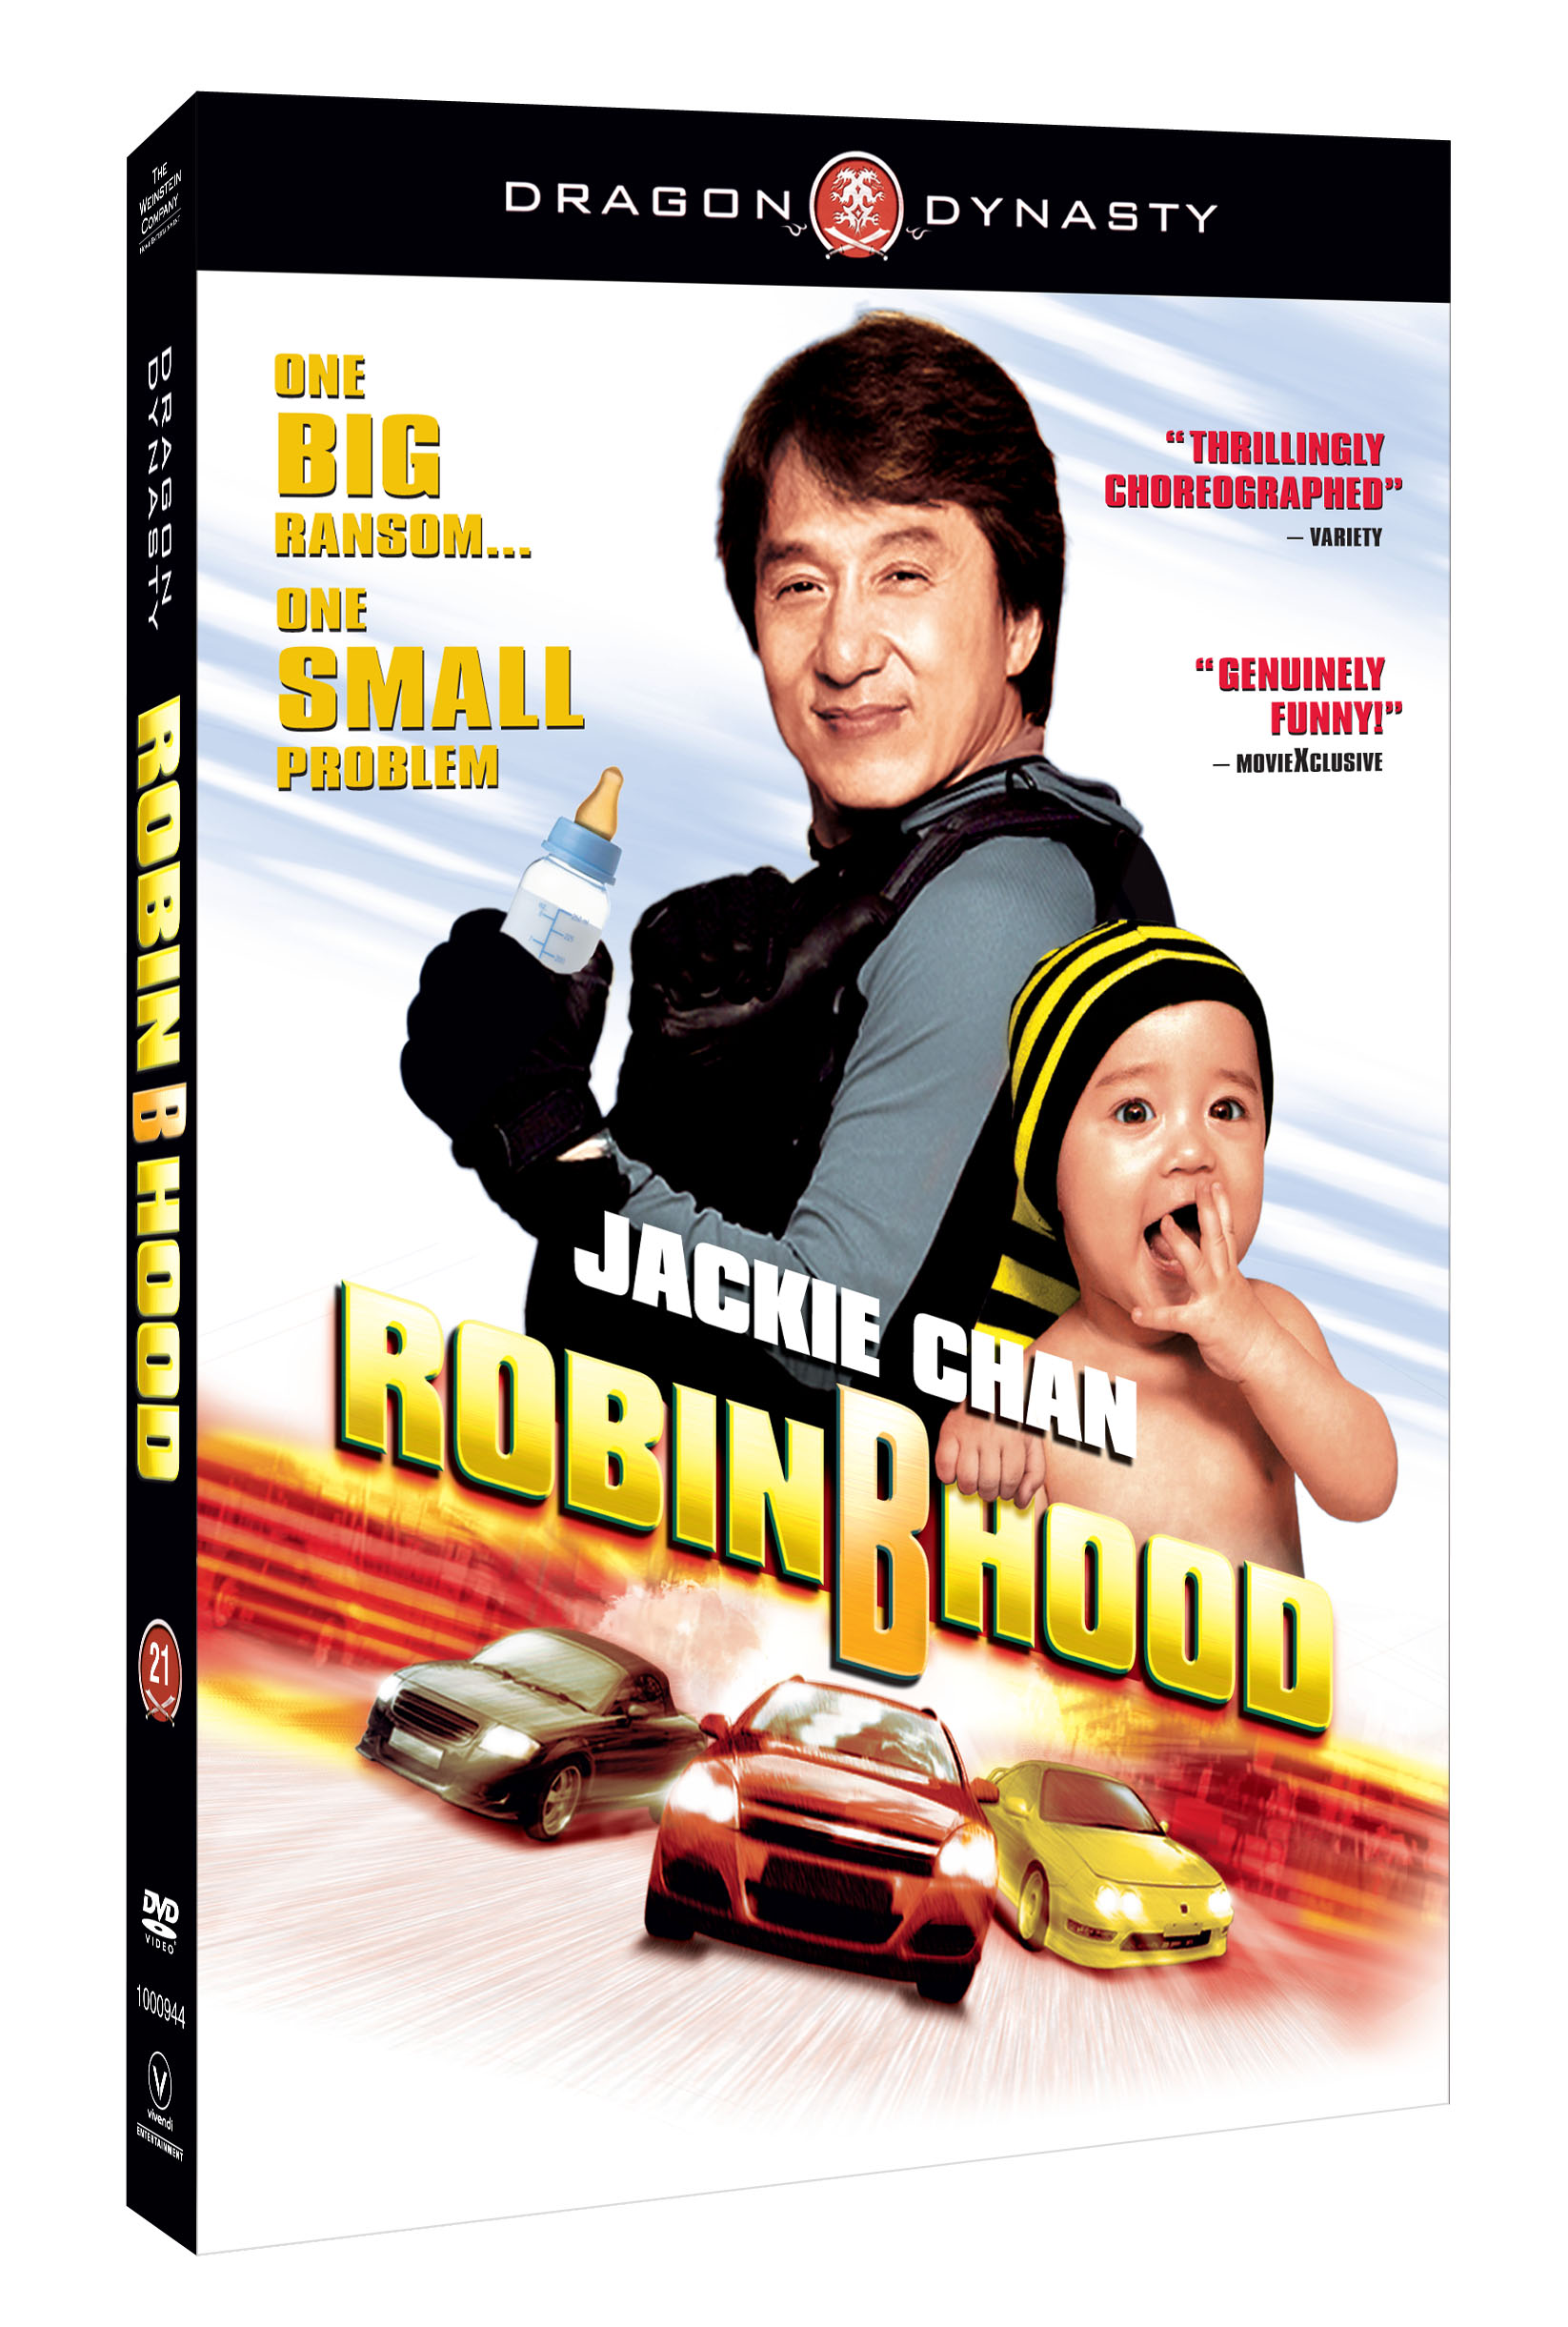 DRAGON DYNASTY
ONE
BIG
RANSOM...
ONE
SMALL
PROBLEM
“THRILLINGLY
CHOREOGRAPHED”
– VARIETY
“GENUINELY
FUNNY!”
– MOVIEXCLUSIVE
JACKIE CHAN
ROBIN B HOOD
THE
WEINSTEIN
COMPANY
DRAGON
DYNASTY
ROBIN B HOOD
21
DVD
VIDEO
1000944
V
vivendi
ENTERTAINMENT